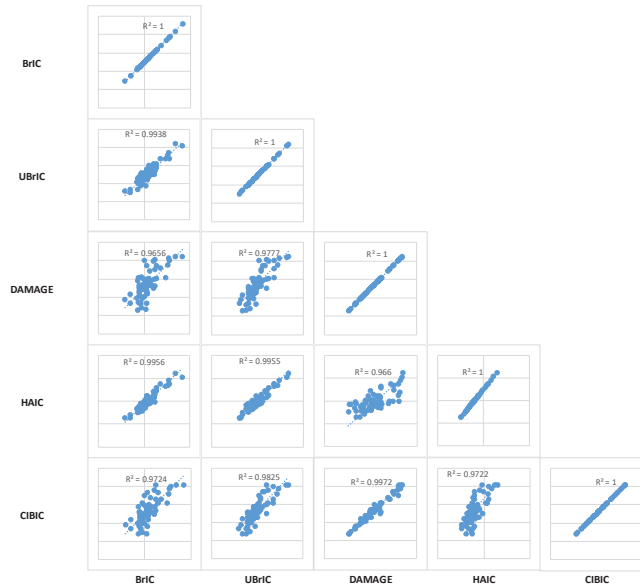 R² = 1
BrIC
R² = 0.9938
R² = 1
UBrIC
R² = 0.9656
R² = 0.9777
R² = 1
DAMAGE
R² = 0.9956
R² = 0.9955
R² = 0.966
R² = 1
HAIC
R² = 0.9724
R² = 0.9825
R² = 0.9972
R² = 0.9722
R² = 1
CIBIC
BrIC
UBrIC
DAMAGE
HAIC
CIBIC